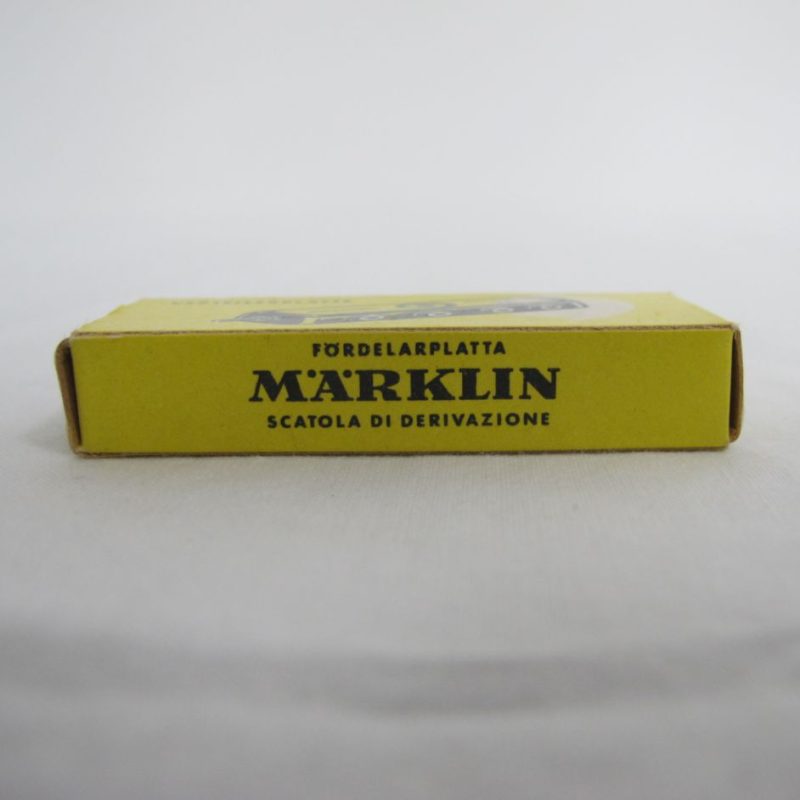 FÖRDELARPLATTA
MÄRKLIN
SCATOLA DI DERIVAZIONE